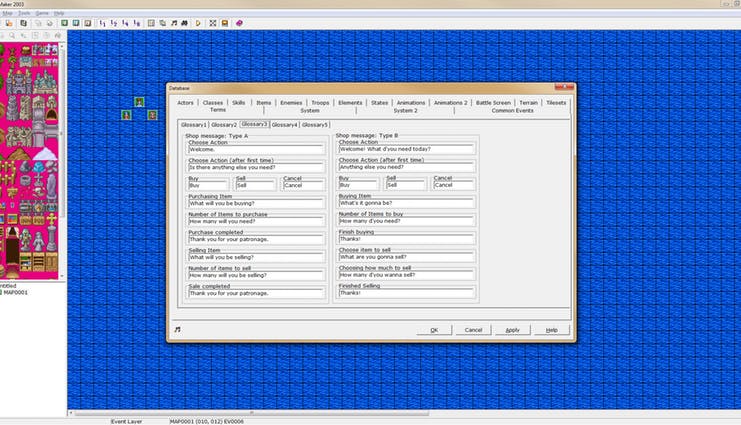 Maker 2003
Map Tools Game Help
Database
Actors Classes Skills Items Enemies Troops Elements States Animations Animations 2 Battle Screen Terrain Tilesets
Terms System System 2 Common Events
Glossary1 Glossary2 Glossary3 Glossary4 Glossary5
Shop message: Type A
Choose Action
Welcome.
Choose Action (after first time)
Is there anything else you need?
Buy Sell Cancel
Buy Sell Cancel
Purchasing Item
What will you be buying?
Number of Items to purchase
How many will you need?
Purchase completed
Thank you for your patronage.
Selling Item
What will you be selling?
Number of items to sell
How many will you be selling?
Sale completed
Thank you for your patronage.
Shop message: Type B
Choose Action
Welcome! What d'you need today?
Choose Action (after first time)
Anything else you need?
Buy Sell Cancel
Buy Sell Cancel
Buying Item
What's it gonna be?
Number of Items to buy
How many d'you need?
Finish buying
Thanks!
Choose item to sell
What are you gonna sell?
Choosing how much to sell
How many d'you wanna sell?
Finished Selling
Thanks!
OK Cancel Apply Help
ntitled
MAP0001
Event Layer MAP0001 (010, 012) EV0006